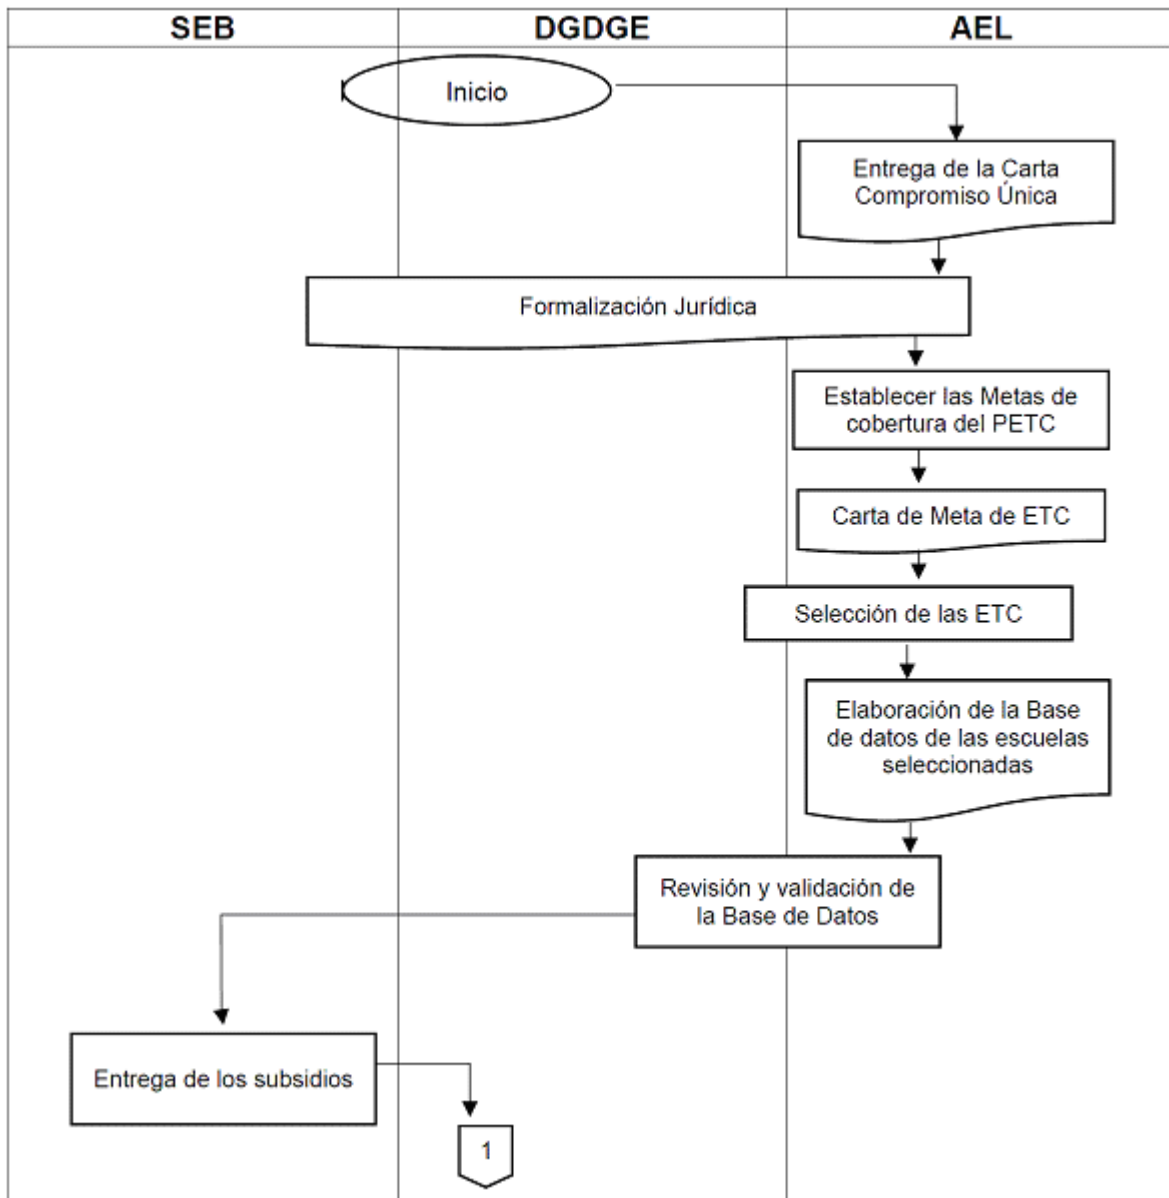 SEB DGDGE AEL
Inicio
Entrega de la Carta
Compromiso Única
Formalización Jurídica
Establecer las Metas de
cobertura del PETC
Carta de Meta de ETC
Selección de las ETC
Elaboración de la Base
de datos de las escuelas
seleccionadas
Revisión y validación de
la Base de Datos
Entrega de los subsidios
1